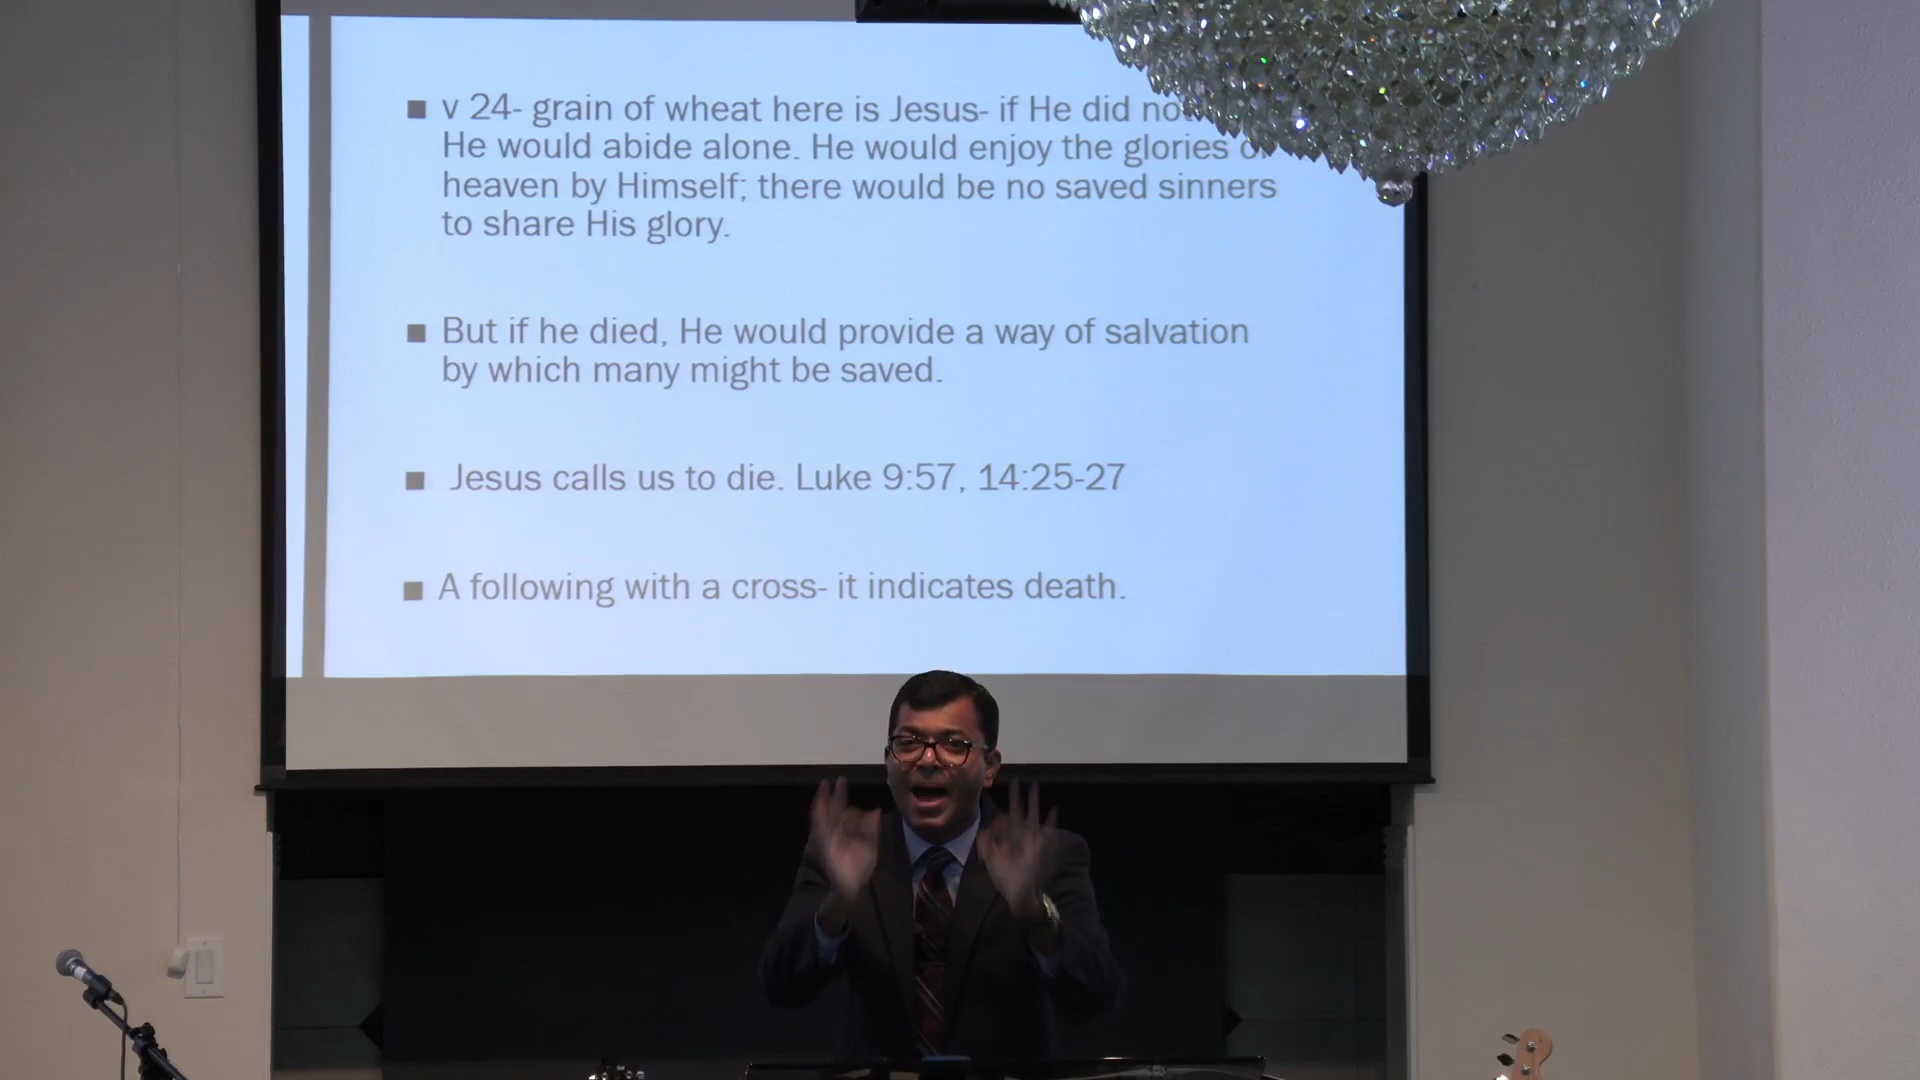 ■ v 24- grain of wheat here is Jesus- if He did
He would abide alone. He would enjoy the glories
heaven by Himself; there would be no saved sinners
to share His glory.
■ But if he died, He would provide a way of salvation
by which many might be saved.
■ Jesus calls us to die. Luke 9:57, 14:25-27
■ A following with a cross- it indicates death.